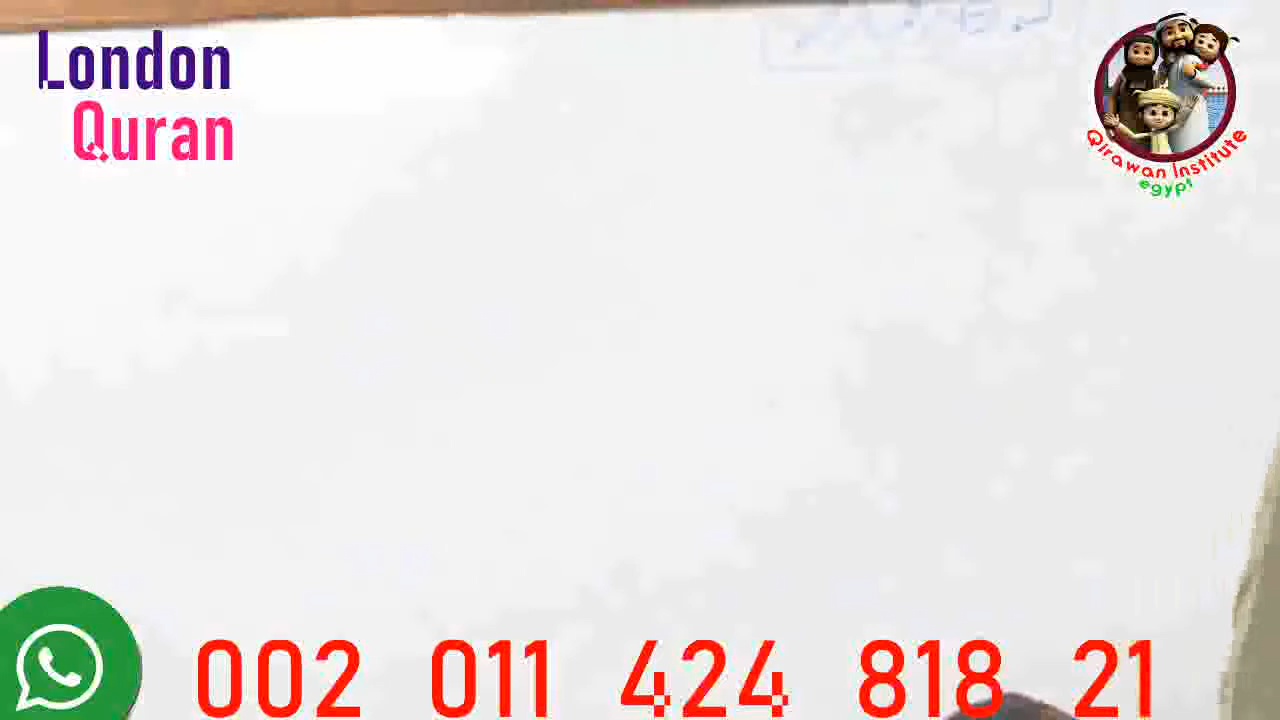 London
Quran
Qirawan Institute
egypt
002 011 424 818 21